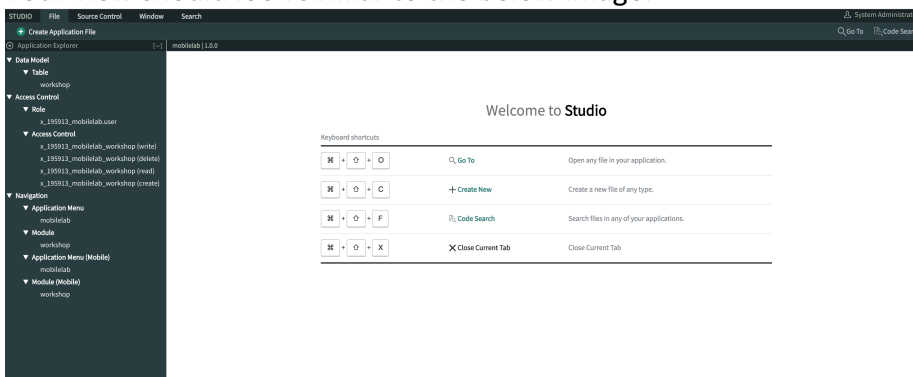 STUDIO File Source Control Window Search System Administrat
Create Application File Go To Code Sear
Application Explorer [--] mobilelab | 1.0.0
Data Model
Table
workshop
Access Control
Role
x_195913_mobilelab.user
Access Control
x_195913_mobilelab_workshop (write)
x_195913_mobilelab_workshop (delete)
x_195913_mobilelab_workshop (read)
x_195913_mobilelab_workshop (create)
Navigation
Application Menu
mobilelab
Module
workshop
Application Menu (Mobile)
mobilelab
Module (Mobile)
workshop
Welcome to Studio
Keyboard shortcuts
⌘ + ⇧ + O Go To Open any file in your application.
⌘ + ⇧ + C Create New Create a new file of any type.
⌘ + ⇧ + F Code Search Search files in any of your applications.
⌘ + ⇧ + X Close Current Tab Close Current Tab